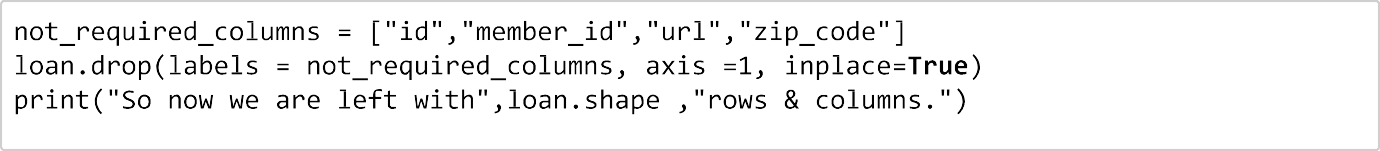 not_required_columns = ["id","member_id","url","zip_code"]
loan.drop(labels = not_required_columns, axis =1, inplace=True)
print("So now we are left with",loan.shape ,"rows & columns.")